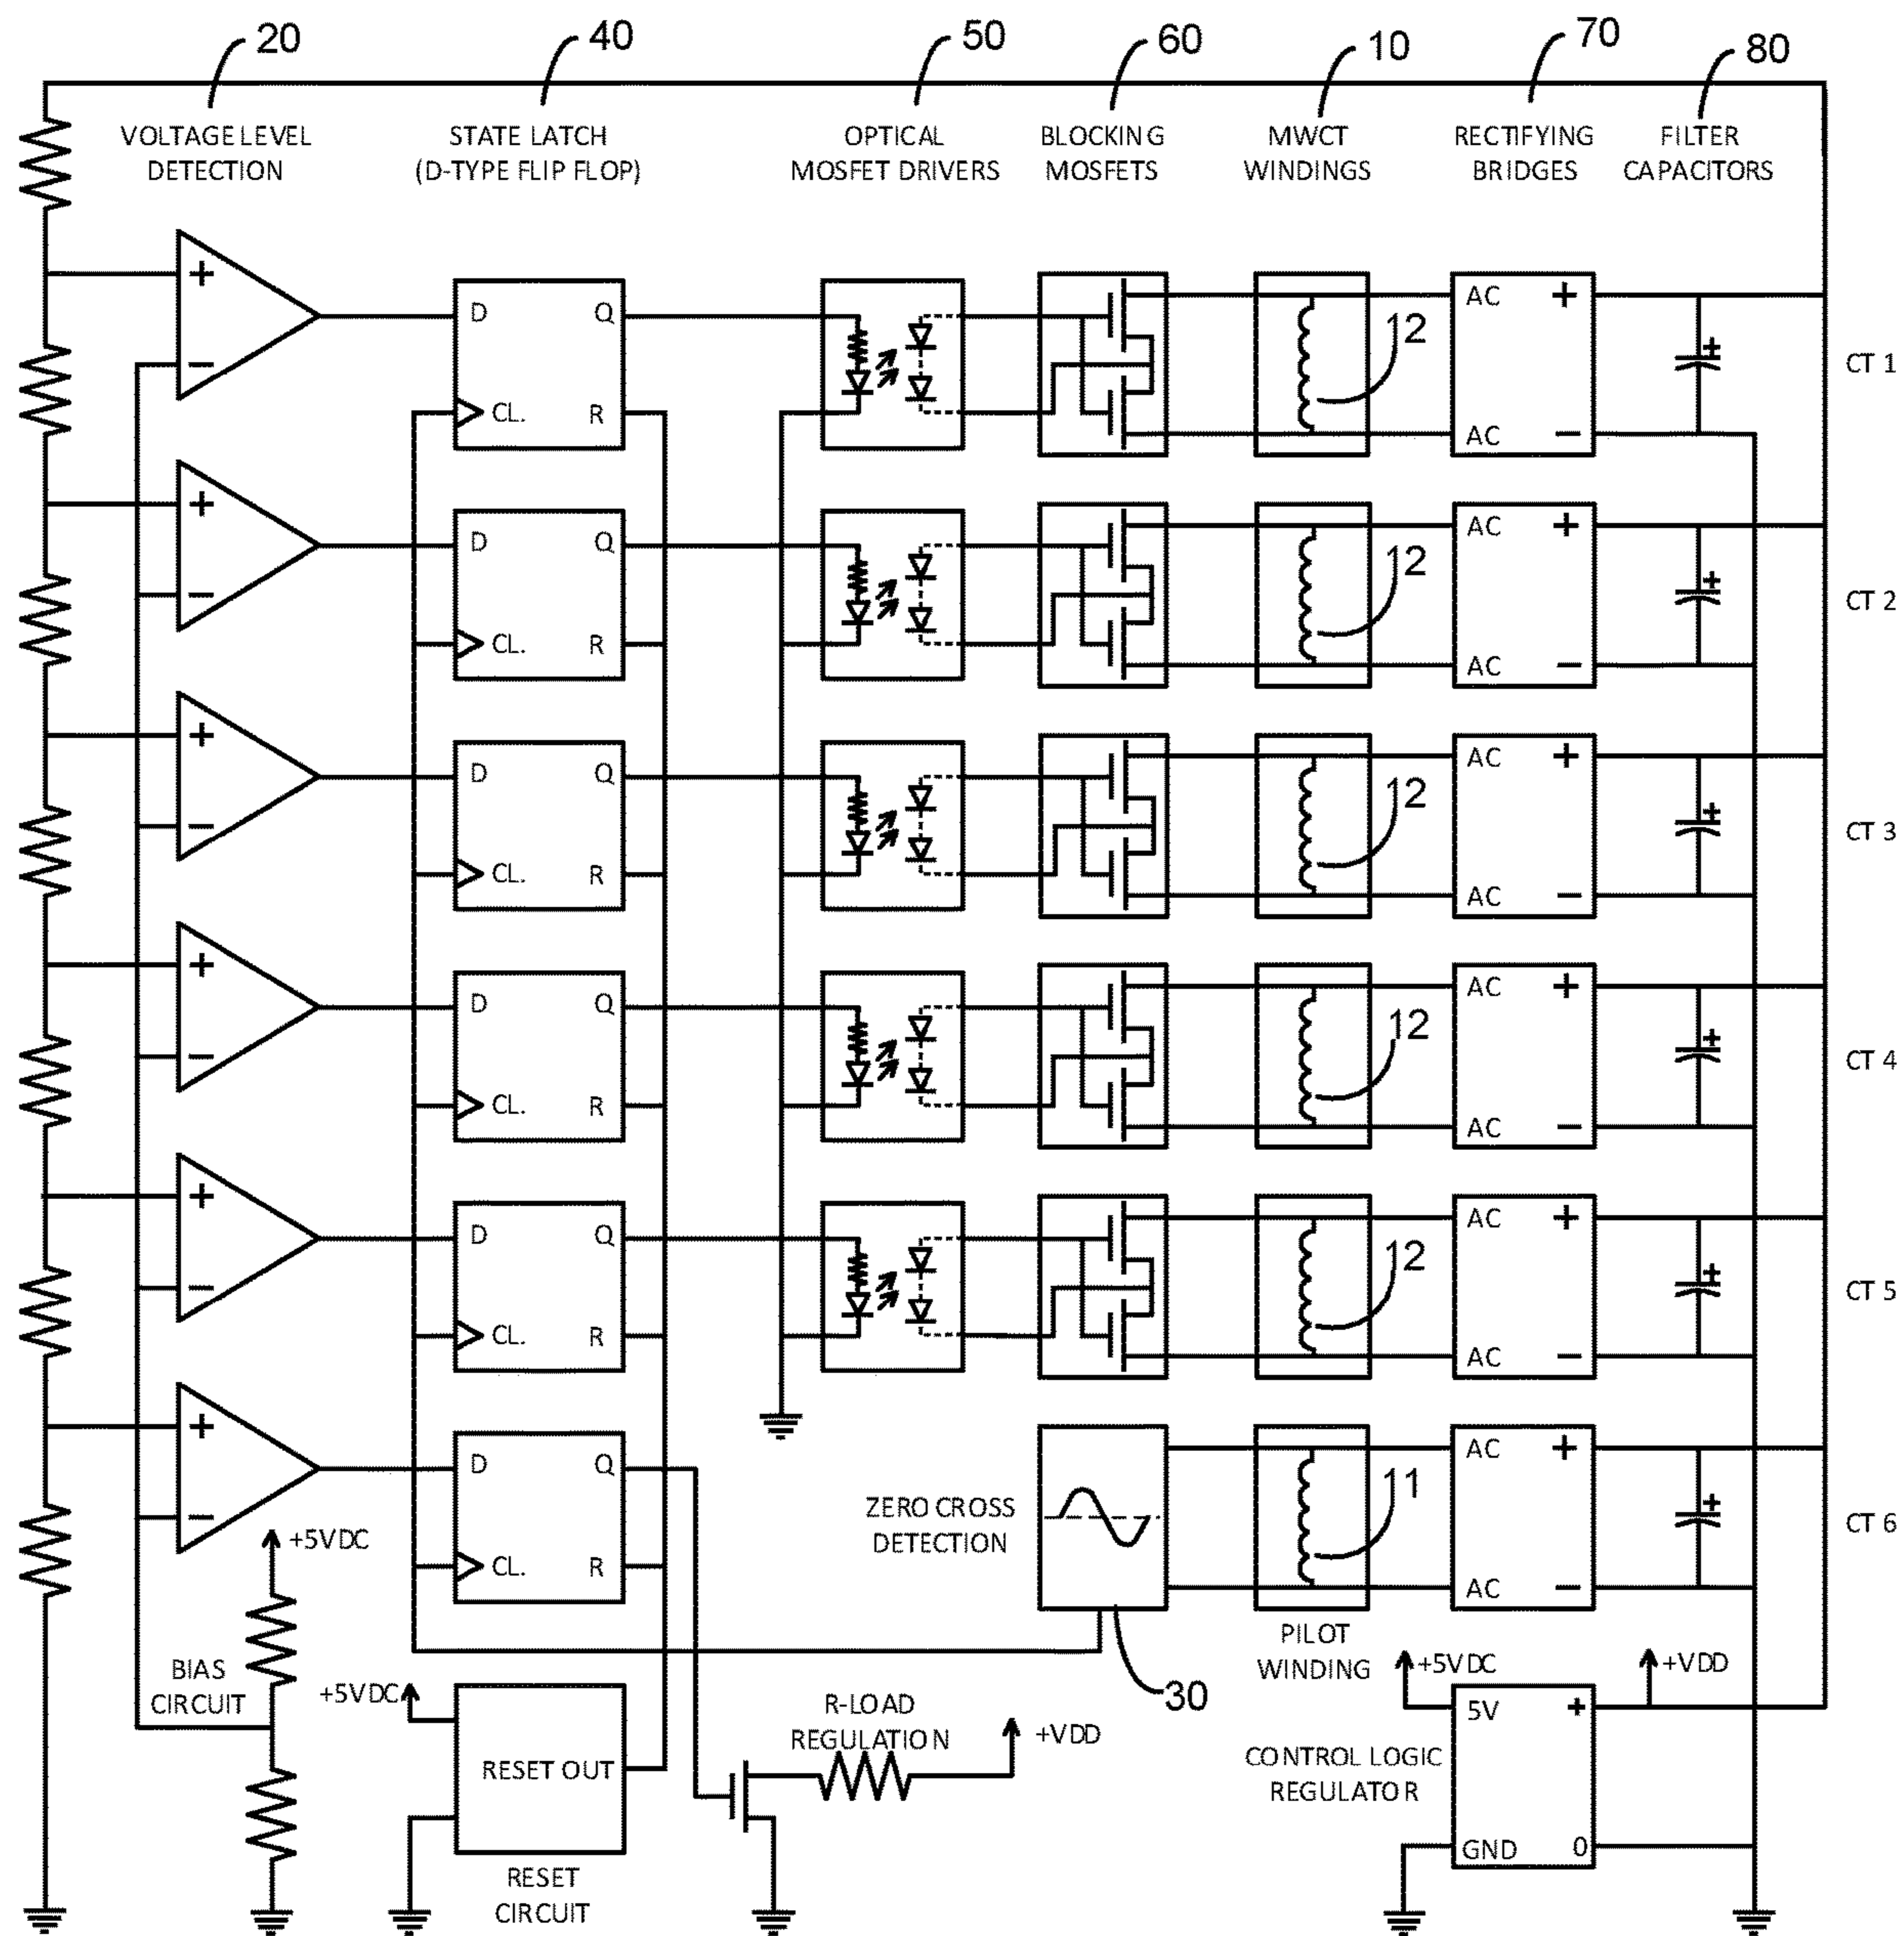 20 40 50 60 10 70 80
VOLTAGE LEVEL DETECTION
STATE LATCH (D-TYPE FLIP FLOP)
OPTICAL MOSFET DRIVERS
BLOCKING MOSFETS
MWCT WINDINGS
RECTIFYING BRIDGES
FILTER CAPACITORS
+ D Q AC + +
12
− CL. R AC −
CT 1
+ D Q AC + +
12
− CL. R AC −
CT 2
+ D Q AC + +
12
− CL. R AC −
CT 3
+ D Q AC + +
12
− CL. R AC −
CT 4
+ D Q AC + +
12
− CL. R AC −
CT 5
+ D Q AC + +
11
− CL. R AC −
CT 6
ZERO CROSS
DETECTION
+5VDC
PILOT
WINDING
30
BIAS
CIRCUIT
+5VDC
RESET OUT
RESET
CIRCUIT
R-LOAD
REGULATION
+VDD
+5VDC
+VDD
5V +
CONTROL LOGIC
REGULATOR
GND 0